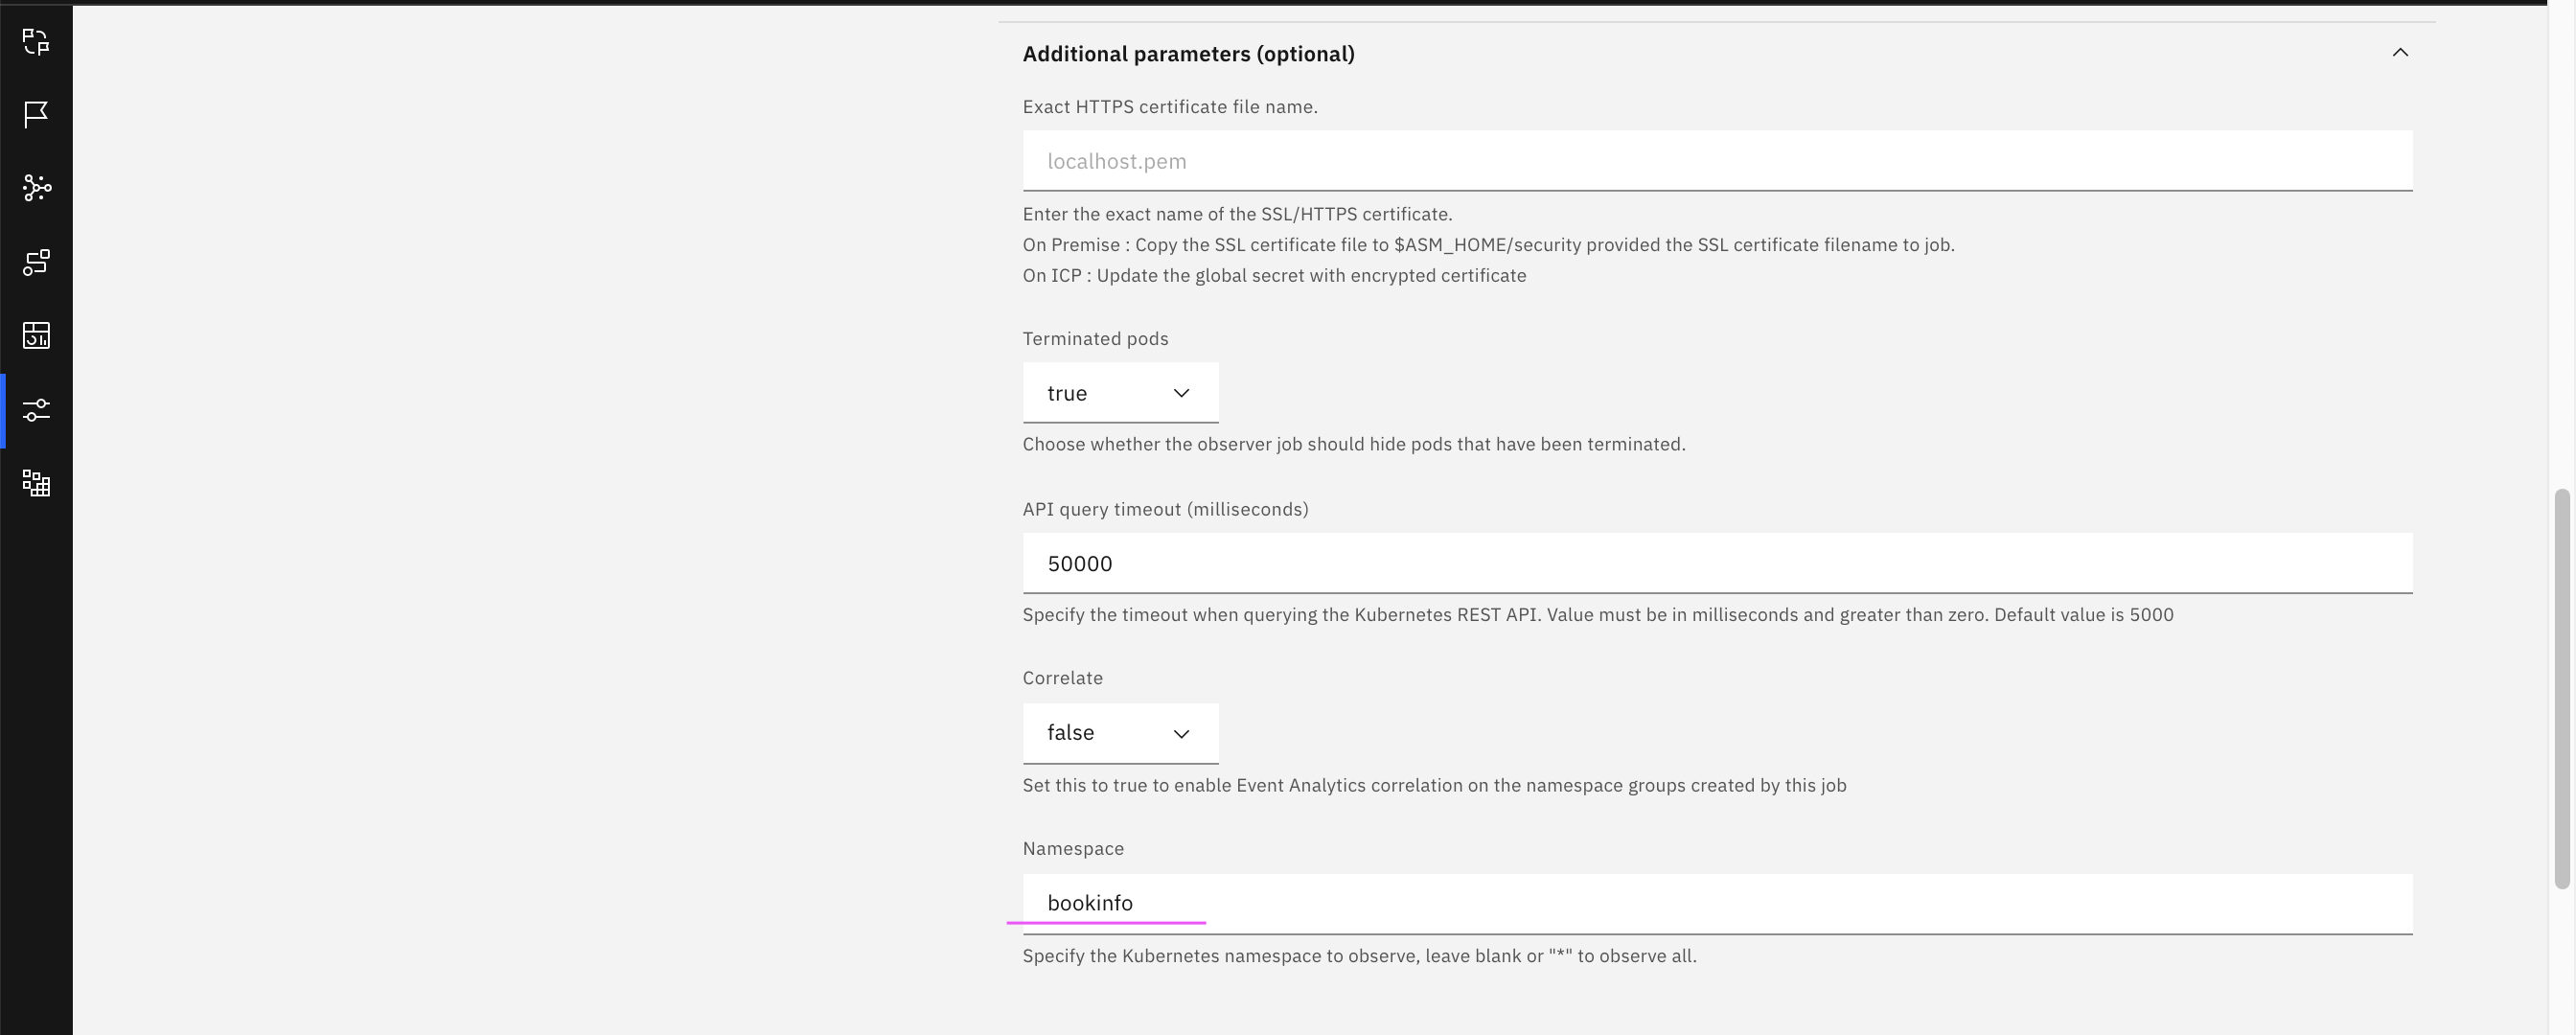 Additional parameters (optional)
Exact HTTPS certificate file name.
localhost.pem
Enter the exact name of the SSL/HTTPS certificate.
On Premise : Copy the SSL certificate file to $ASM_HOME/security provided the SSL certificate filename to job.
On ICP : Update the global secret with encrypted certificate
Terminated pods
true
Choose whether the observer job should hide pods that have been terminated.
API query timeout (milliseconds)
50000
Specify the timeout when querying the Kubernetes REST API. Value must be in milliseconds and greater than zero. Default value is 5000
Correlate
false
Set this to true to enable Event Analytics correlation on the namespace groups created by this job
Namespace
bookinfo
Specify the Kubernetes namespace to observe, leave blank or "*" to observe all.